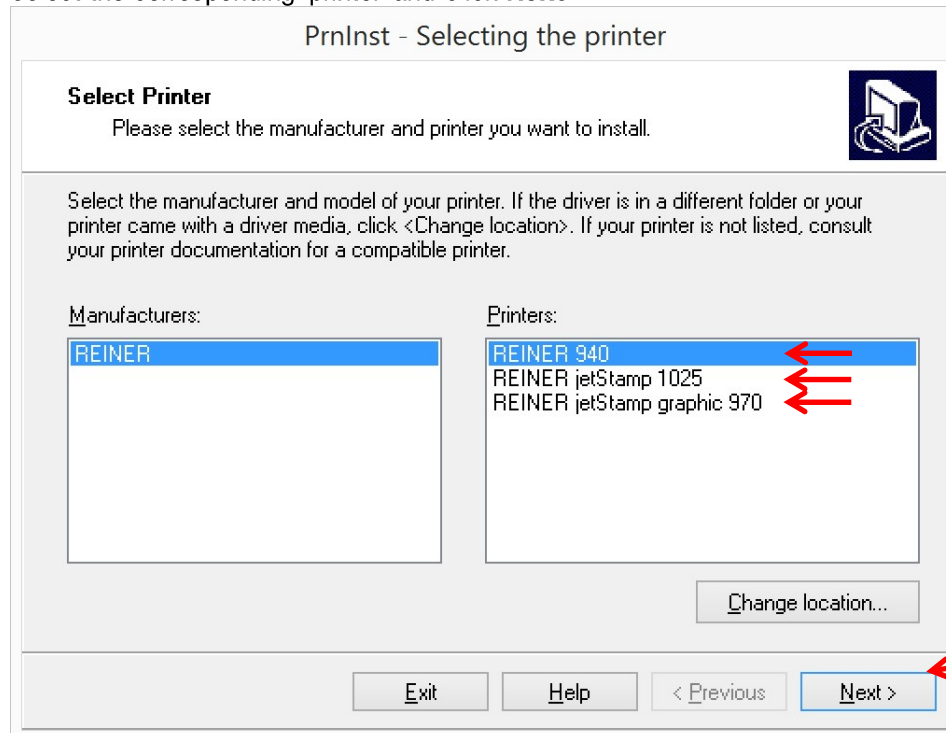 PrnInst - Selecting the printer
Select Printer
Please select the manufacturer and printer you want to install.
Select the manufacturer and model of your printer. If the driver is in a different folder or your
printer came with a driver media, click <Change location>. If your printer is not listed, consult
your printer documentation for a compatible printer.
Manufacturers:
Printers:
REINER
REINER 940
REINER jetStamp 1025
REINER jetStamp graphic 970
Change location...
Exit
Help
< Previous
Next >